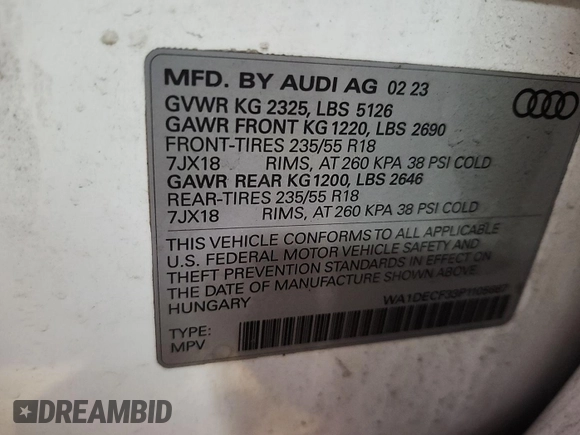 MFD. BY AUDI AG 02 23
GVWR KG 2325, LBS 5126
GAWR FRONT KG 1220, LBS 2690
FRONT-TIRES 235/55 R18
7JX18 RIMS, AT 260 KPA 38 PSI COLD
GAWR REAR KG 1200, LBS 2646
REAR-TIRES 235/55 R18
7JX18 RIMS, AT 260 KPA 38 PSI COLD
THIS VEHICLE CONFORMS TO ALL APPLICABLE
U.S. FEDERAL MOTOR VEHICLE SAFETY AND
THEFT PREVENTION STANDARDS IN EFFECT ON
THE DATE OF MANUFACTURE SHOWN ABOVE.
HUNGARY
TYPE:
MPV
DREAMBID